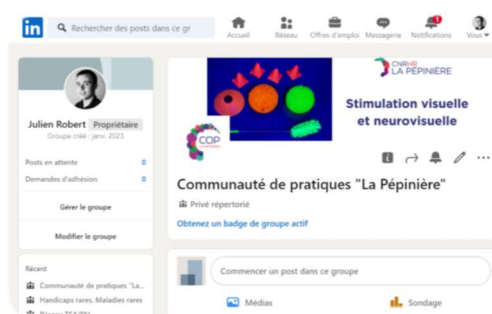 in
Rechercher des posts dans ce gr
Accueil
Réseau
Offres d'emploi
Messagerie
Notifications
Vous
Julien Robert Propriétaire
Groupe créé : janv. 2023
Posts en attente 0
Demandes d'adhésion 0
Gérer le groupe
Modifier le groupe
Récent
Communauté de pratiques "La...
Handicaps rares, Maladies rares
CNRHR
LA PÉPINIÈRE
Stimulation visuelle
et neurovisuelle
COP
Communauté de pratiques "La Pépinière"
Privé répertorié
Obtenez un badge de groupe actif
Commencer un post dans ce groupe
Médias
Sondage